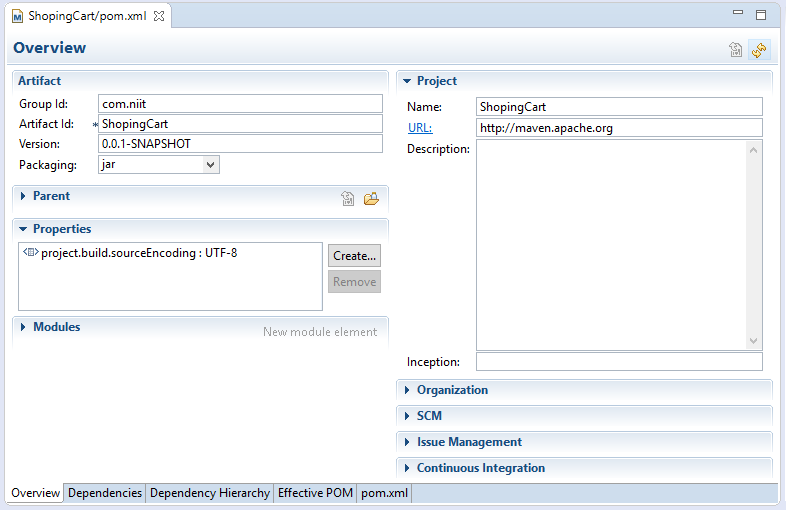 ShopingCart/pom.xml
Overview
Artifact
Group Id: com.niit
Artifact Id: * ShopingCart
Version: 0.0.1-SNAPSHOT
Packaging: jar
Parent
Properties
project.build.sourceEncoding : UTF-8
Create...
Remove
Modules
New module element
Project
Name: ShopingCart
URL: http://maven.apache.org
Description:
Inception:
Organization
SCM
Issue Management
Continuous Integration
Overview Dependencies Dependency Hierarchy Effective POM pom.xml